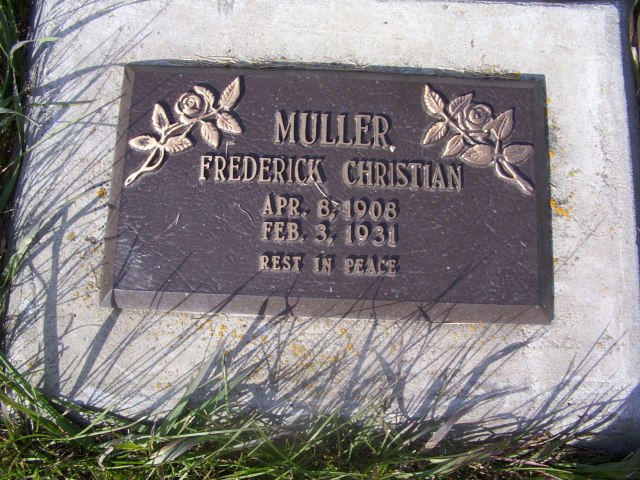 MULLER
FREDERICK CHRISTIAN
APR. 8, 1908
FEB. 3, 1931
REST IN PEACE